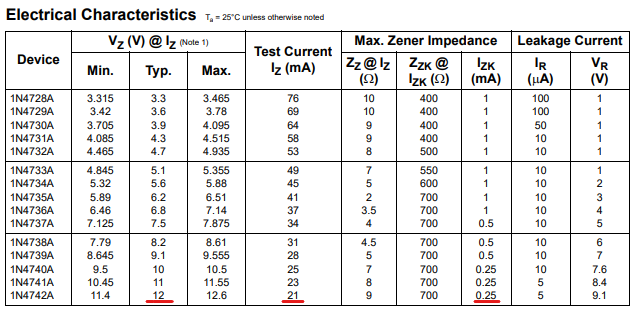 Electrical Characteristics Tₐ = 25°C unless otherwise noted
Device V_Z (V) @ I_Z (Note 1) Test Current I_Z (mA) Max. Zener Impedance Leakage Current
Min. Typ. Max. Z_Z @ I_Z (Ω) Z_ZK @ I_ZK (Ω) I_ZK (mA) I_R (μA) V_R (V)
1N4728A 3.315 3.3 3.465 76 10 400 1 100 1
1N4729A 3.42 3.6 3.78 69 10 400 1 100 1
1N4730A 3.705 3.9 4.095 64 9 400 1 50 1
1N4731A 4.085 4.3 4.515 58 9 400 1 10 1
1N4732A 4.465 4.7 4.935 53 8 500 1 10 1
1N4733A 4.845 5.1 5.355 49 7 550 1 10 1
1N4734A 5.32 5.6 5.88 45 5 600 1 10 2
1N4735A 5.89 6.2 6.51 41 2 700 1 10 3
1N4736A 6.46 6.8 7.14 37 3.5 700 1 10 4
1N4737A 7.125 7.5 7.875 34 4 700 0.5 10 5
1N4738A 7.79 8.2 8.61 31 4.5 700 0.5 10 6
1N4739A 8.645 9.1 9.555 28 5 700 0.5 10 7
1N4740A 9.5 10 10.5 25 7 700 0.25 10 7.6
1N4741A 10.45 11 11.55 23 8 700 0.25 5 8.4
1N4742A 11.4 12 12.6 21 9 700 0.25 5 9.1